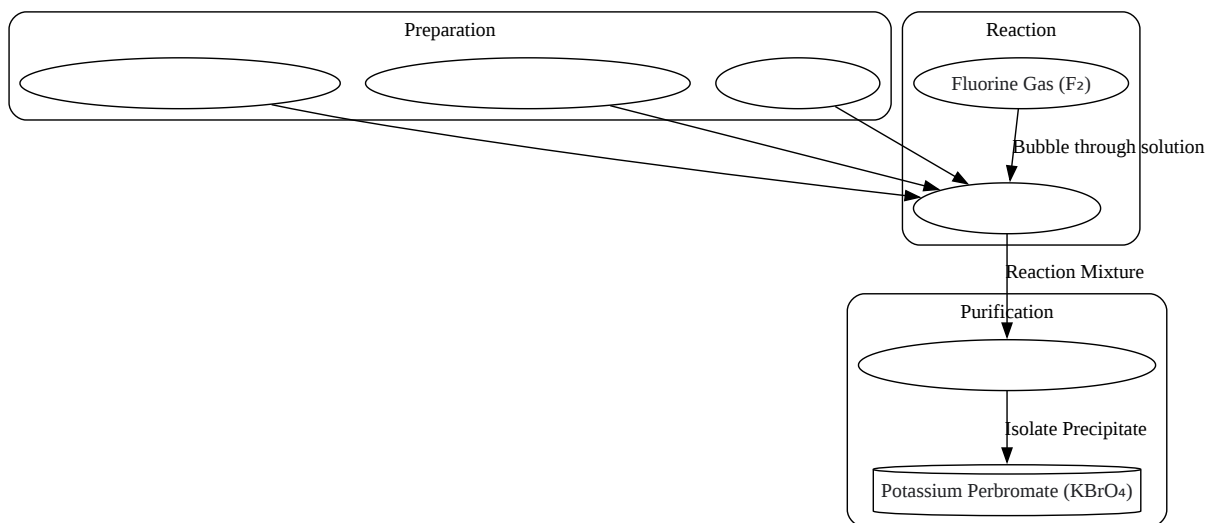 Preparation
Reaction
Fluorine Gas (F₂)
Bubble through solution
Reaction Mixture
Purification
Isolate Precipitate
Potassium Perbromate (KBrO₄)